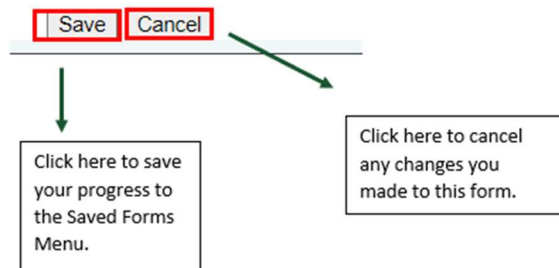 Save Cancel
Click here to save
your progress to
the Saved Forms
Menu.
Click here to cancel
any changes you
made to this form.